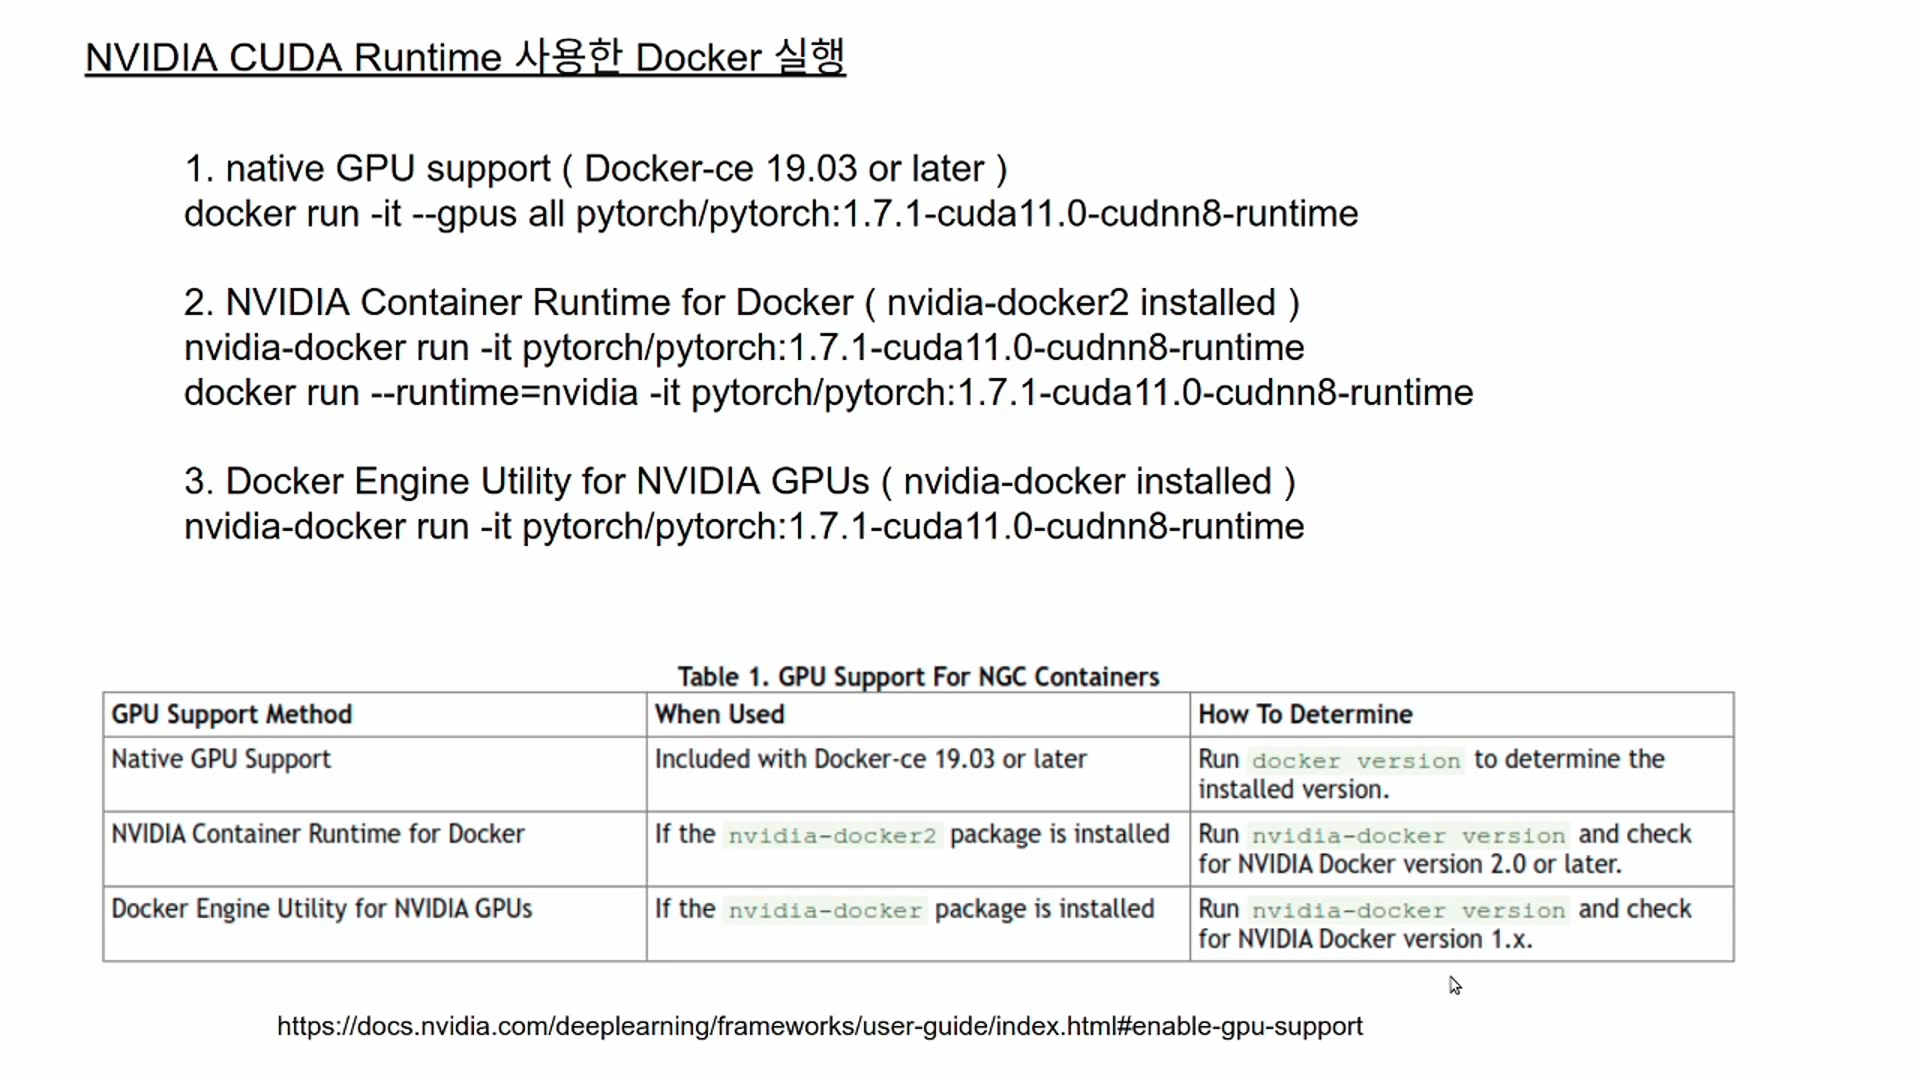 NVIDIA CUDA Runtime 사용한 Docker 실행
1. native GPU support ( Docker-ce 19.03 or later )
docker run -it --gpus all pytorch/pytorch:1.7.1-cuda11.0-cudnn8-runtime
2. NVIDIA Container Runtime for Docker ( nvidia-docker2 installed )
nvidia-docker run -it pytorch/pytorch:1.7.1-cuda11.0-cudnn8-runtime
docker run --runtime=nvidia -it pytorch/pytorch:1.7.1-cuda11.0-cudnn8-runtime
3. Docker Engine Utility for NVIDIA GPUs ( nvidia-docker installed )
nvidia-docker run -it pytorch/pytorch:1.7.1-cuda11.0-cudnn8-runtime
Table 1. GPU Support For NGC Containers
GPU Support Method When Used How To Determine
Native GPU Support Included with Docker-ce 19.03 or later Run docker version to determine the
installed version.
NVIDIA Container Runtime for Docker If the nvidia-docker2 package is installed Run nvidia-docker version and check
for NVIDIA Docker version 2.0 or later.
Docker Engine Utility for NVIDIA GPUs If the nvidia-docker package is installed Run nvidia-docker version and check
for NVIDIA Docker version 1.x.
https://docs.nvidia.com/deeplearning/frameworks/user-guide/index.html#enable-gpu-support